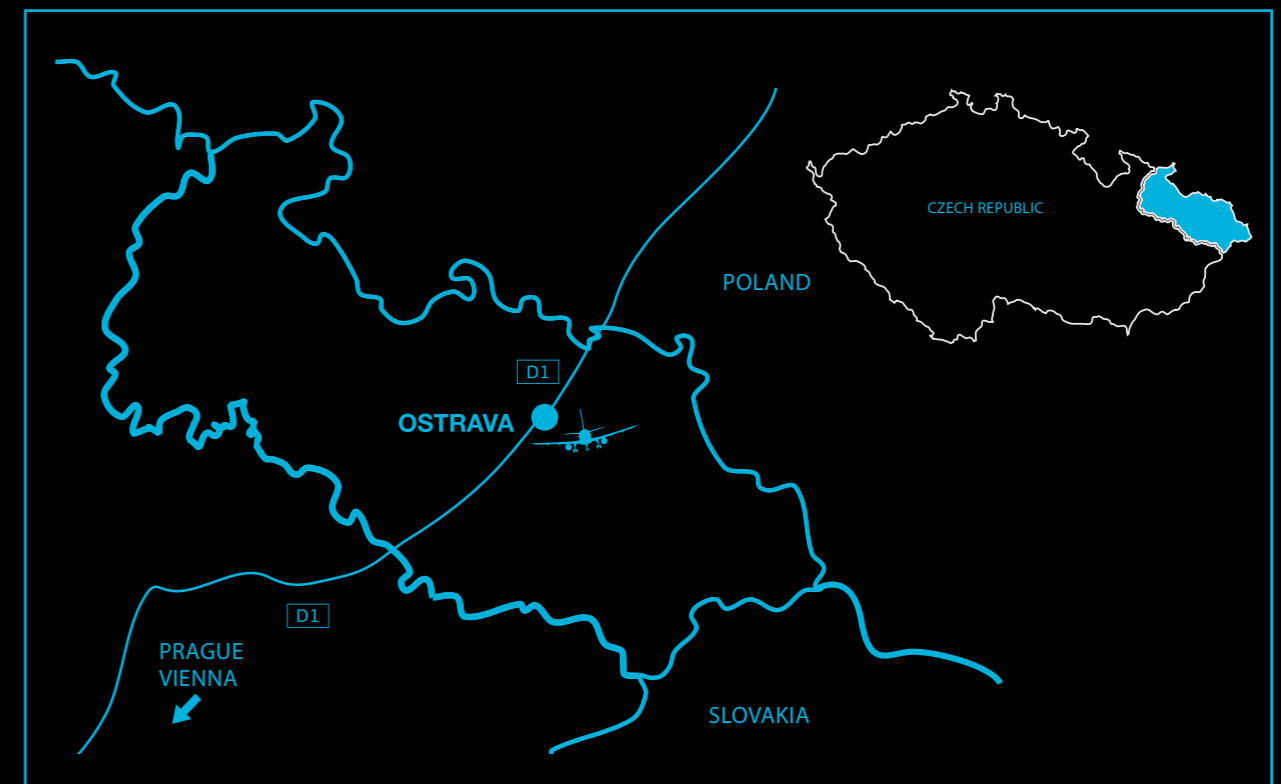 CZECH REPUBLIC
POLAND
D1
OSTRAVA
D1
PRAGUE
VIENNA
SLOVAKIA